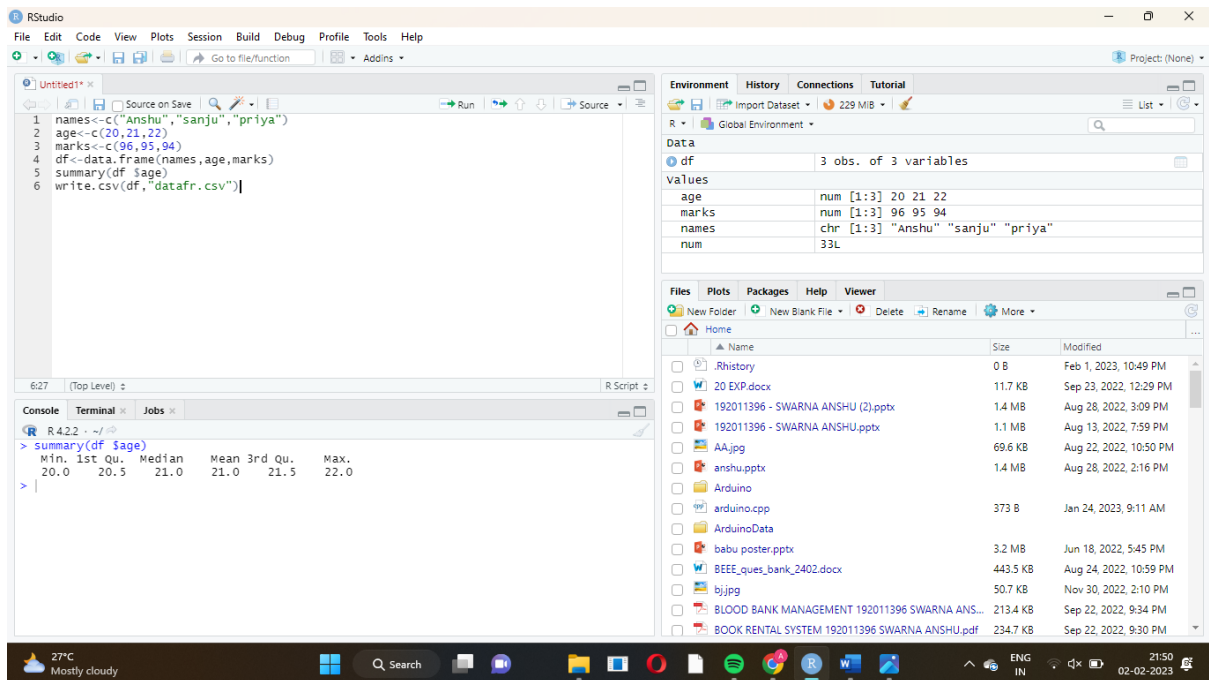 RStudio
File Edit Code View Plots Session Build Debug Profile Tools Help
Go to file/function Addins Project: (None)
Untitled1*
Source on Save Run Source
1 names<-c("Anshu","sanju","priya")
2 age<-c(20,21,22)
3 marks<-c(96,95,94)
4 df<-data.frame(names,age,marks)
5 summary(df $age)
6 write.csv(df,"datafr.csv")
6:27 (Top Level) R Script
Console Terminal Jobs
R 4.2.2 · ~/
> summary(df $age)
Min. 1st Qu. Median Mean 3rd Qu. Max.
20.0 20.5 21.0 21.0 21.5 22.0
>
Environment History Connections Tutorial
Import Dataset 229 MiB List
R Global Environment
Data
df 3 obs. of 3 variables
Values
age num [1:3] 20 21 22
marks num [1:3] 96 95 94
names chr [1:3] "Anshu" "sanju" "priya"
num 33L
Files Plots Packages Help Viewer
New Folder New Blank File Delete Rename More
Home ...
Name Size Modified
.Rhistory 0 B Feb 1, 2023, 10:49 PM
20 EXP.docx 11.7 KB Sep 23, 2022, 12:29 PM
192011396 - SWARNA ANSHU (2).pptx 1.4 MB Aug 28, 2022, 3:09 PM
192011396 - SWARNA ANSHU.pptx 1.1 MB Aug 13, 2022, 7:59 PM
AA.jpg 69.6 KB Aug 22, 2022, 10:50 PM
anshu.pptx 1.4 MB Aug 28, 2022, 2:16 PM
Arduino
arduino.cpp 373 B Jan 24, 2023, 9:11 AM
ArduinoData
babu poster.pptx 3.2 MB Jun 18, 2022, 5:45 PM
BEEE_ques_bank_2402.docx 443.5 KB Aug 24, 2022, 10:59 PM
bj.jpg 50.7 KB Nov 30, 2022, 2:10 PM
BLOOD BANK MANAGEMENT 192011396 SWARNA ANS... 213.4 KB Sep 22, 2022, 9:34 PM
BOOK RENTAL SYSTEM 192011396 SWARNA ANSHU.pdf 234.7 KB Sep 22, 2022, 9:30 PM
27°C
Mostly cloudy
Search
ENG
IN
21:50
02-02-2023